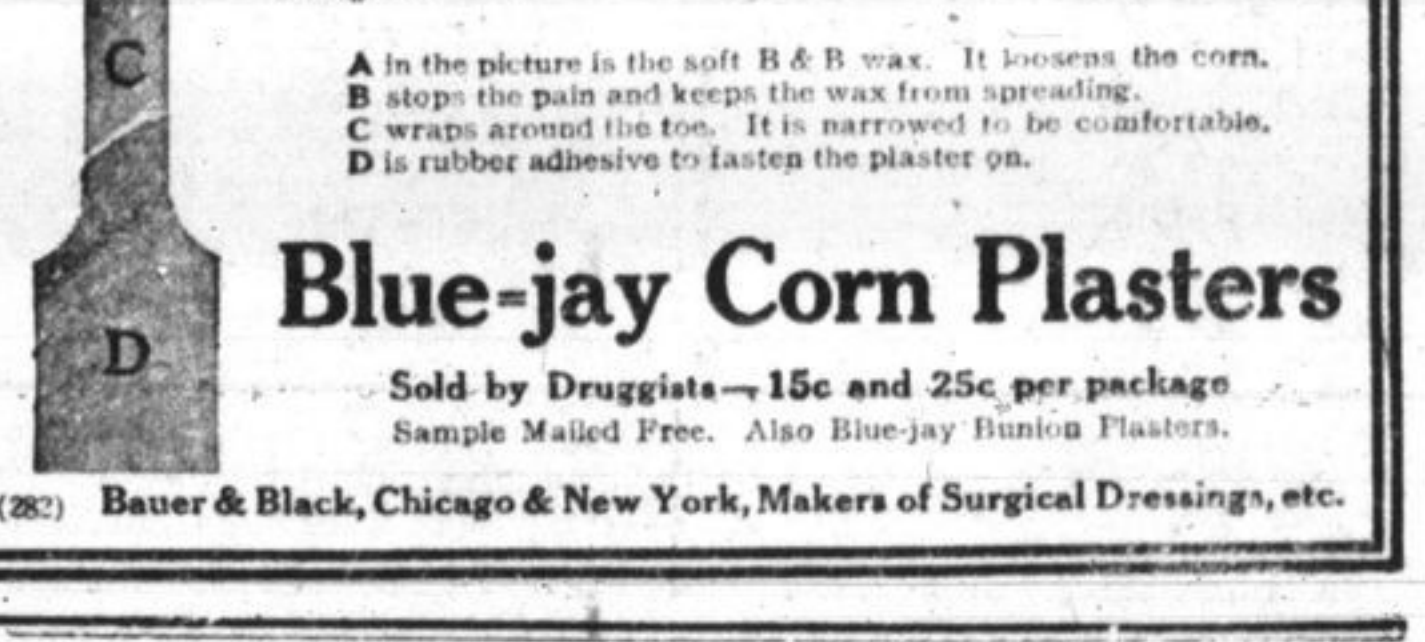 C
A in the picture is the soft B & B wax. It loosens the corn.
B stops the pain and keeps the wax from spreading.
C wraps around the toe. It is narrowed to be comfortable.
D is rubber adhesive to fasten the plaster on.
Blue=jay Corn Plasters
D
Sold by Druggists—15c and 25c per package
Sample Mailed Free. Also Blue-jay Bunion Plasters.
(282) Bauer & Black, Chicago & New York, Makers of Surgical Dressings, etc.